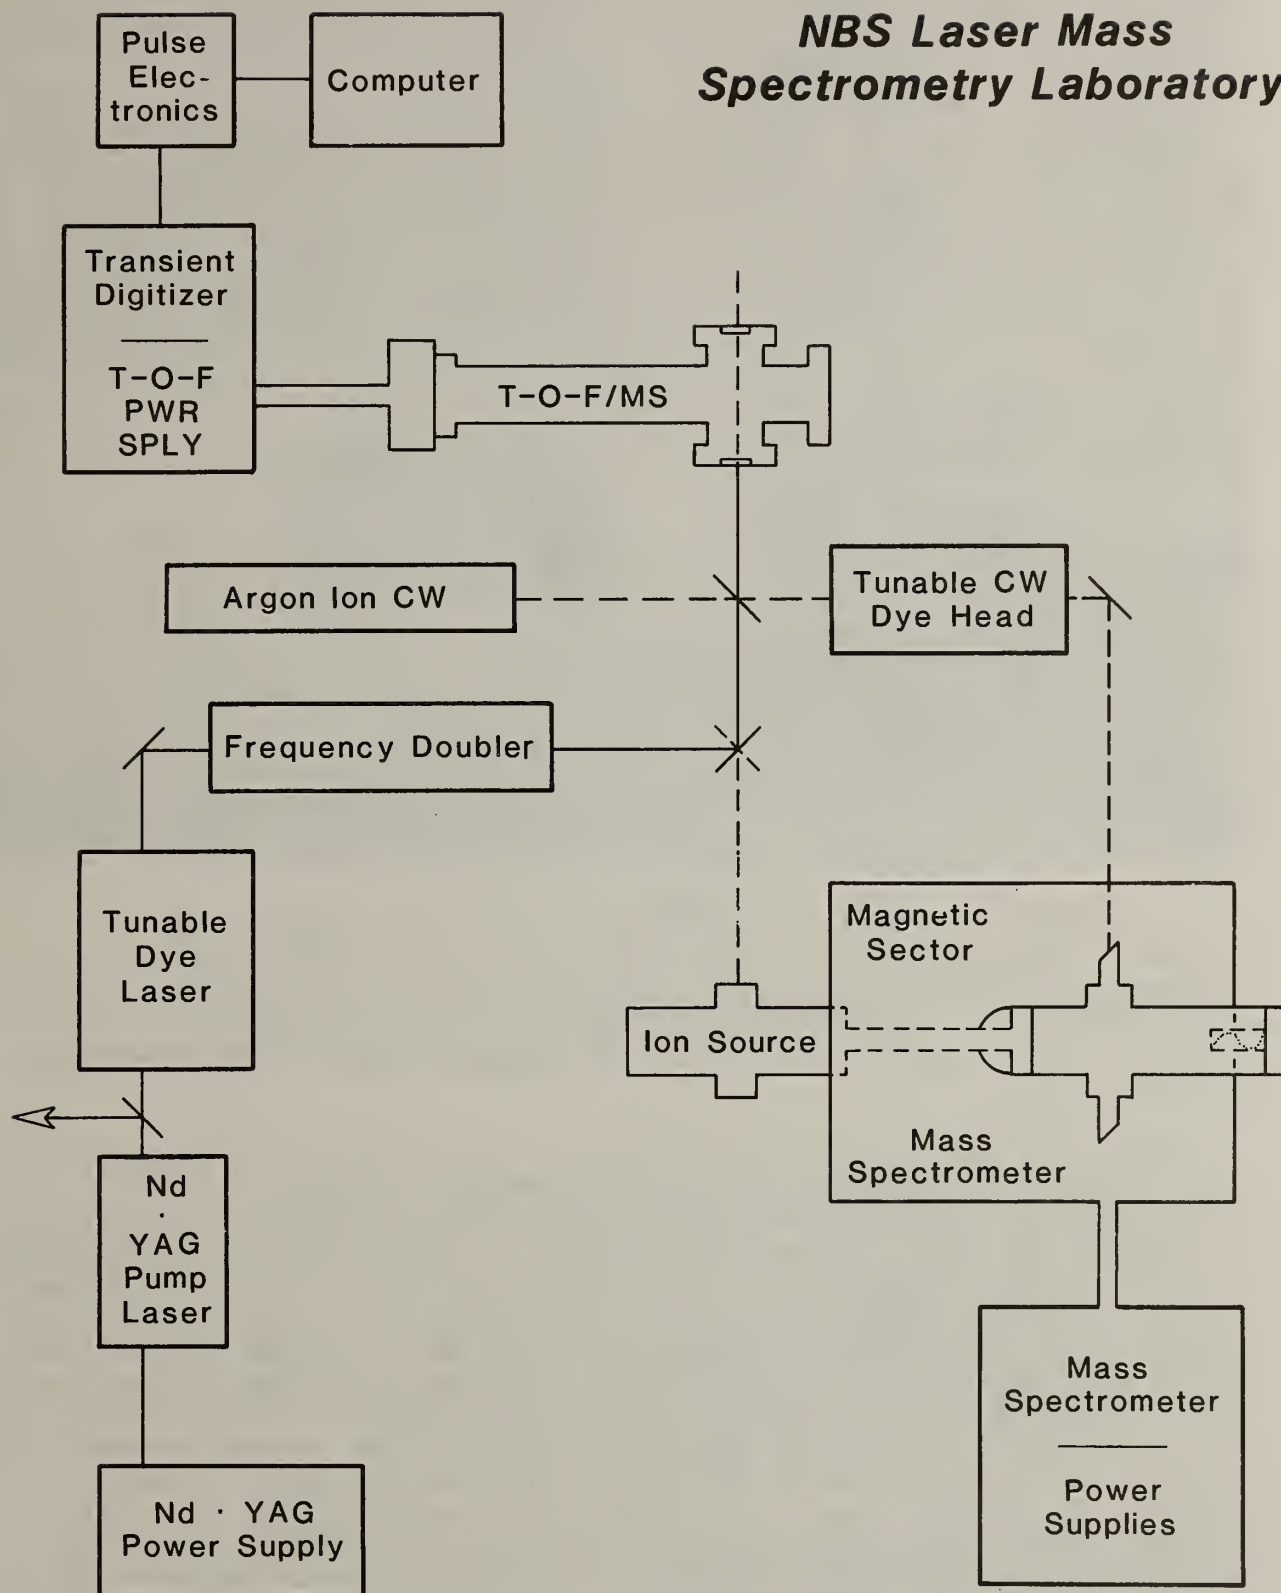 NBS Laser Mass
Spectrometry Laboratory
Pulse
Elec-
tronics
Computer
Transient
Digitizer
T-O-F
PWR
SPLY
T-O-F/MS
Argon Ion CW
Tunable CW
Dye Head
Frequency Doubler
Tunable
Dye
Laser
Magnetic
Sector
Ion Source
Mass
Spectrometer
Nd
·
YAG
Pump
Laser
Mass
Spectrometer
Power
Supplies
Nd · YAG
Power Supply